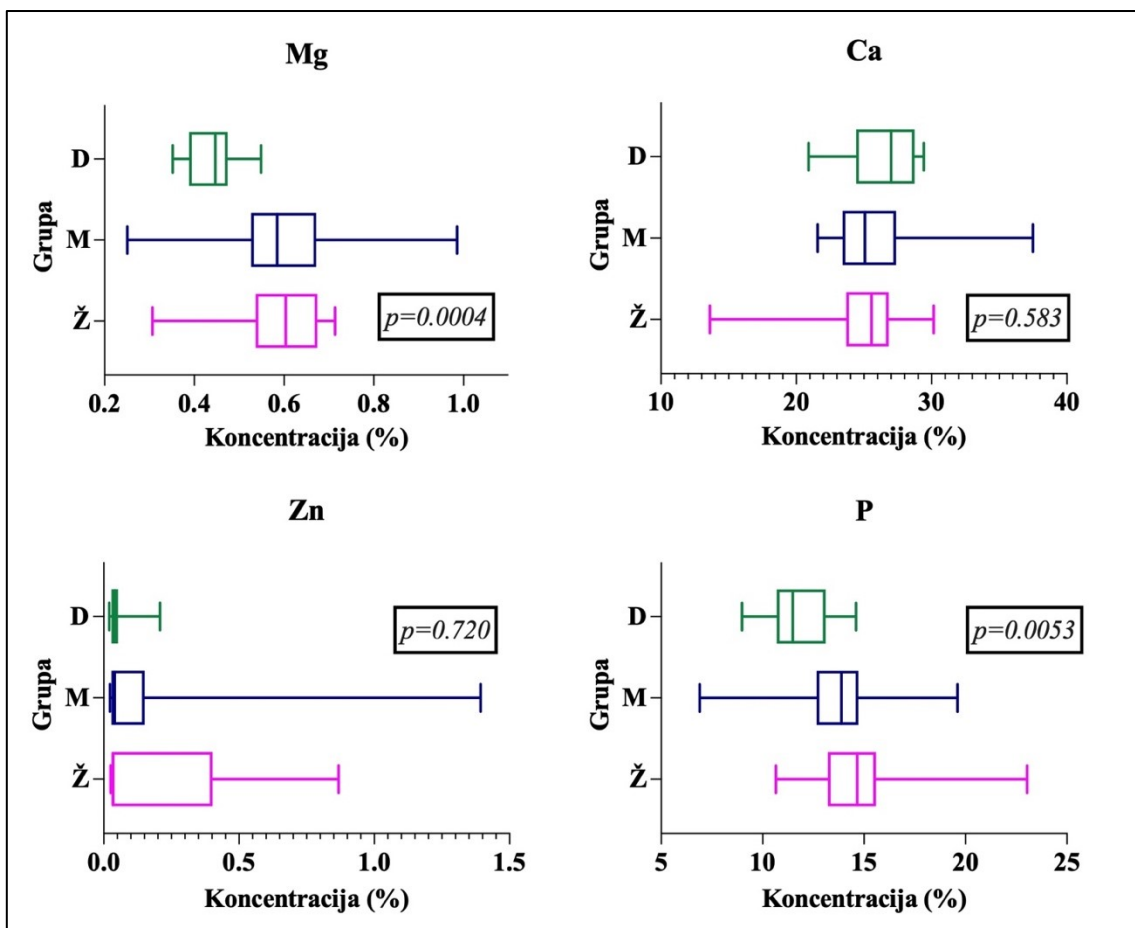 Mg
Grupa
D
M
Ž
p=0.0004
0.2 0.4 0.6 0.8 1.0
Koncentracija (%)
Ca
Grupa
D
M
Ž
p=0.583
10 20 30 40
Koncentracija (%)
Zn
Grupa
D
M
Ž
p=0.720
0.0 0.5 1.0 1.5
Koncentracija (%)
P
Grupa
D
M
Ž
p=0.0053
5 10 15 20 25
Koncentracija (%)